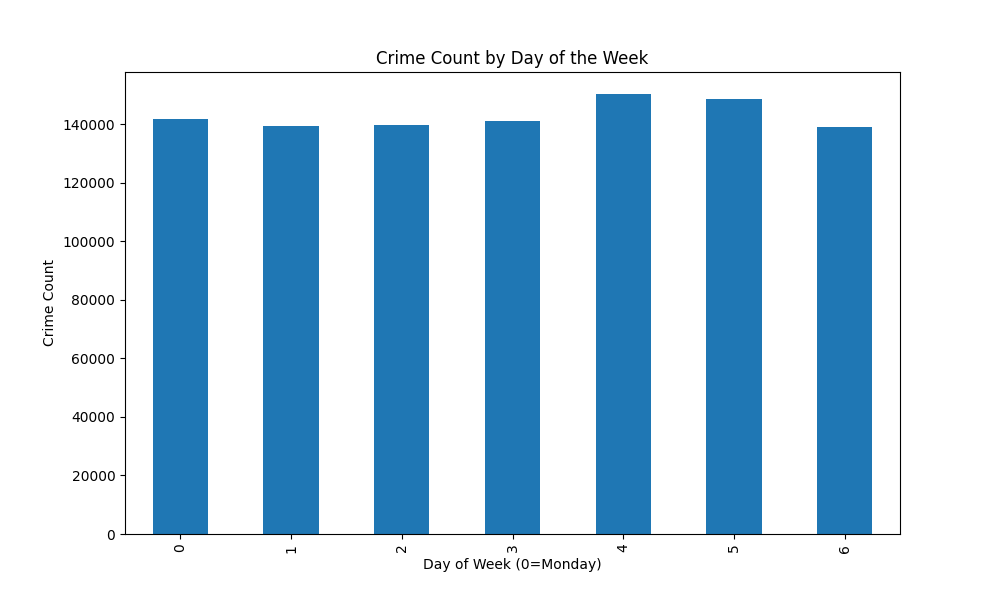 Crime Count by Day of the Week
Crime Count
140000
120000
100000
80000
60000
40000
20000
0
0 1 2 3 4 5 6
Day of Week (0=Monday)